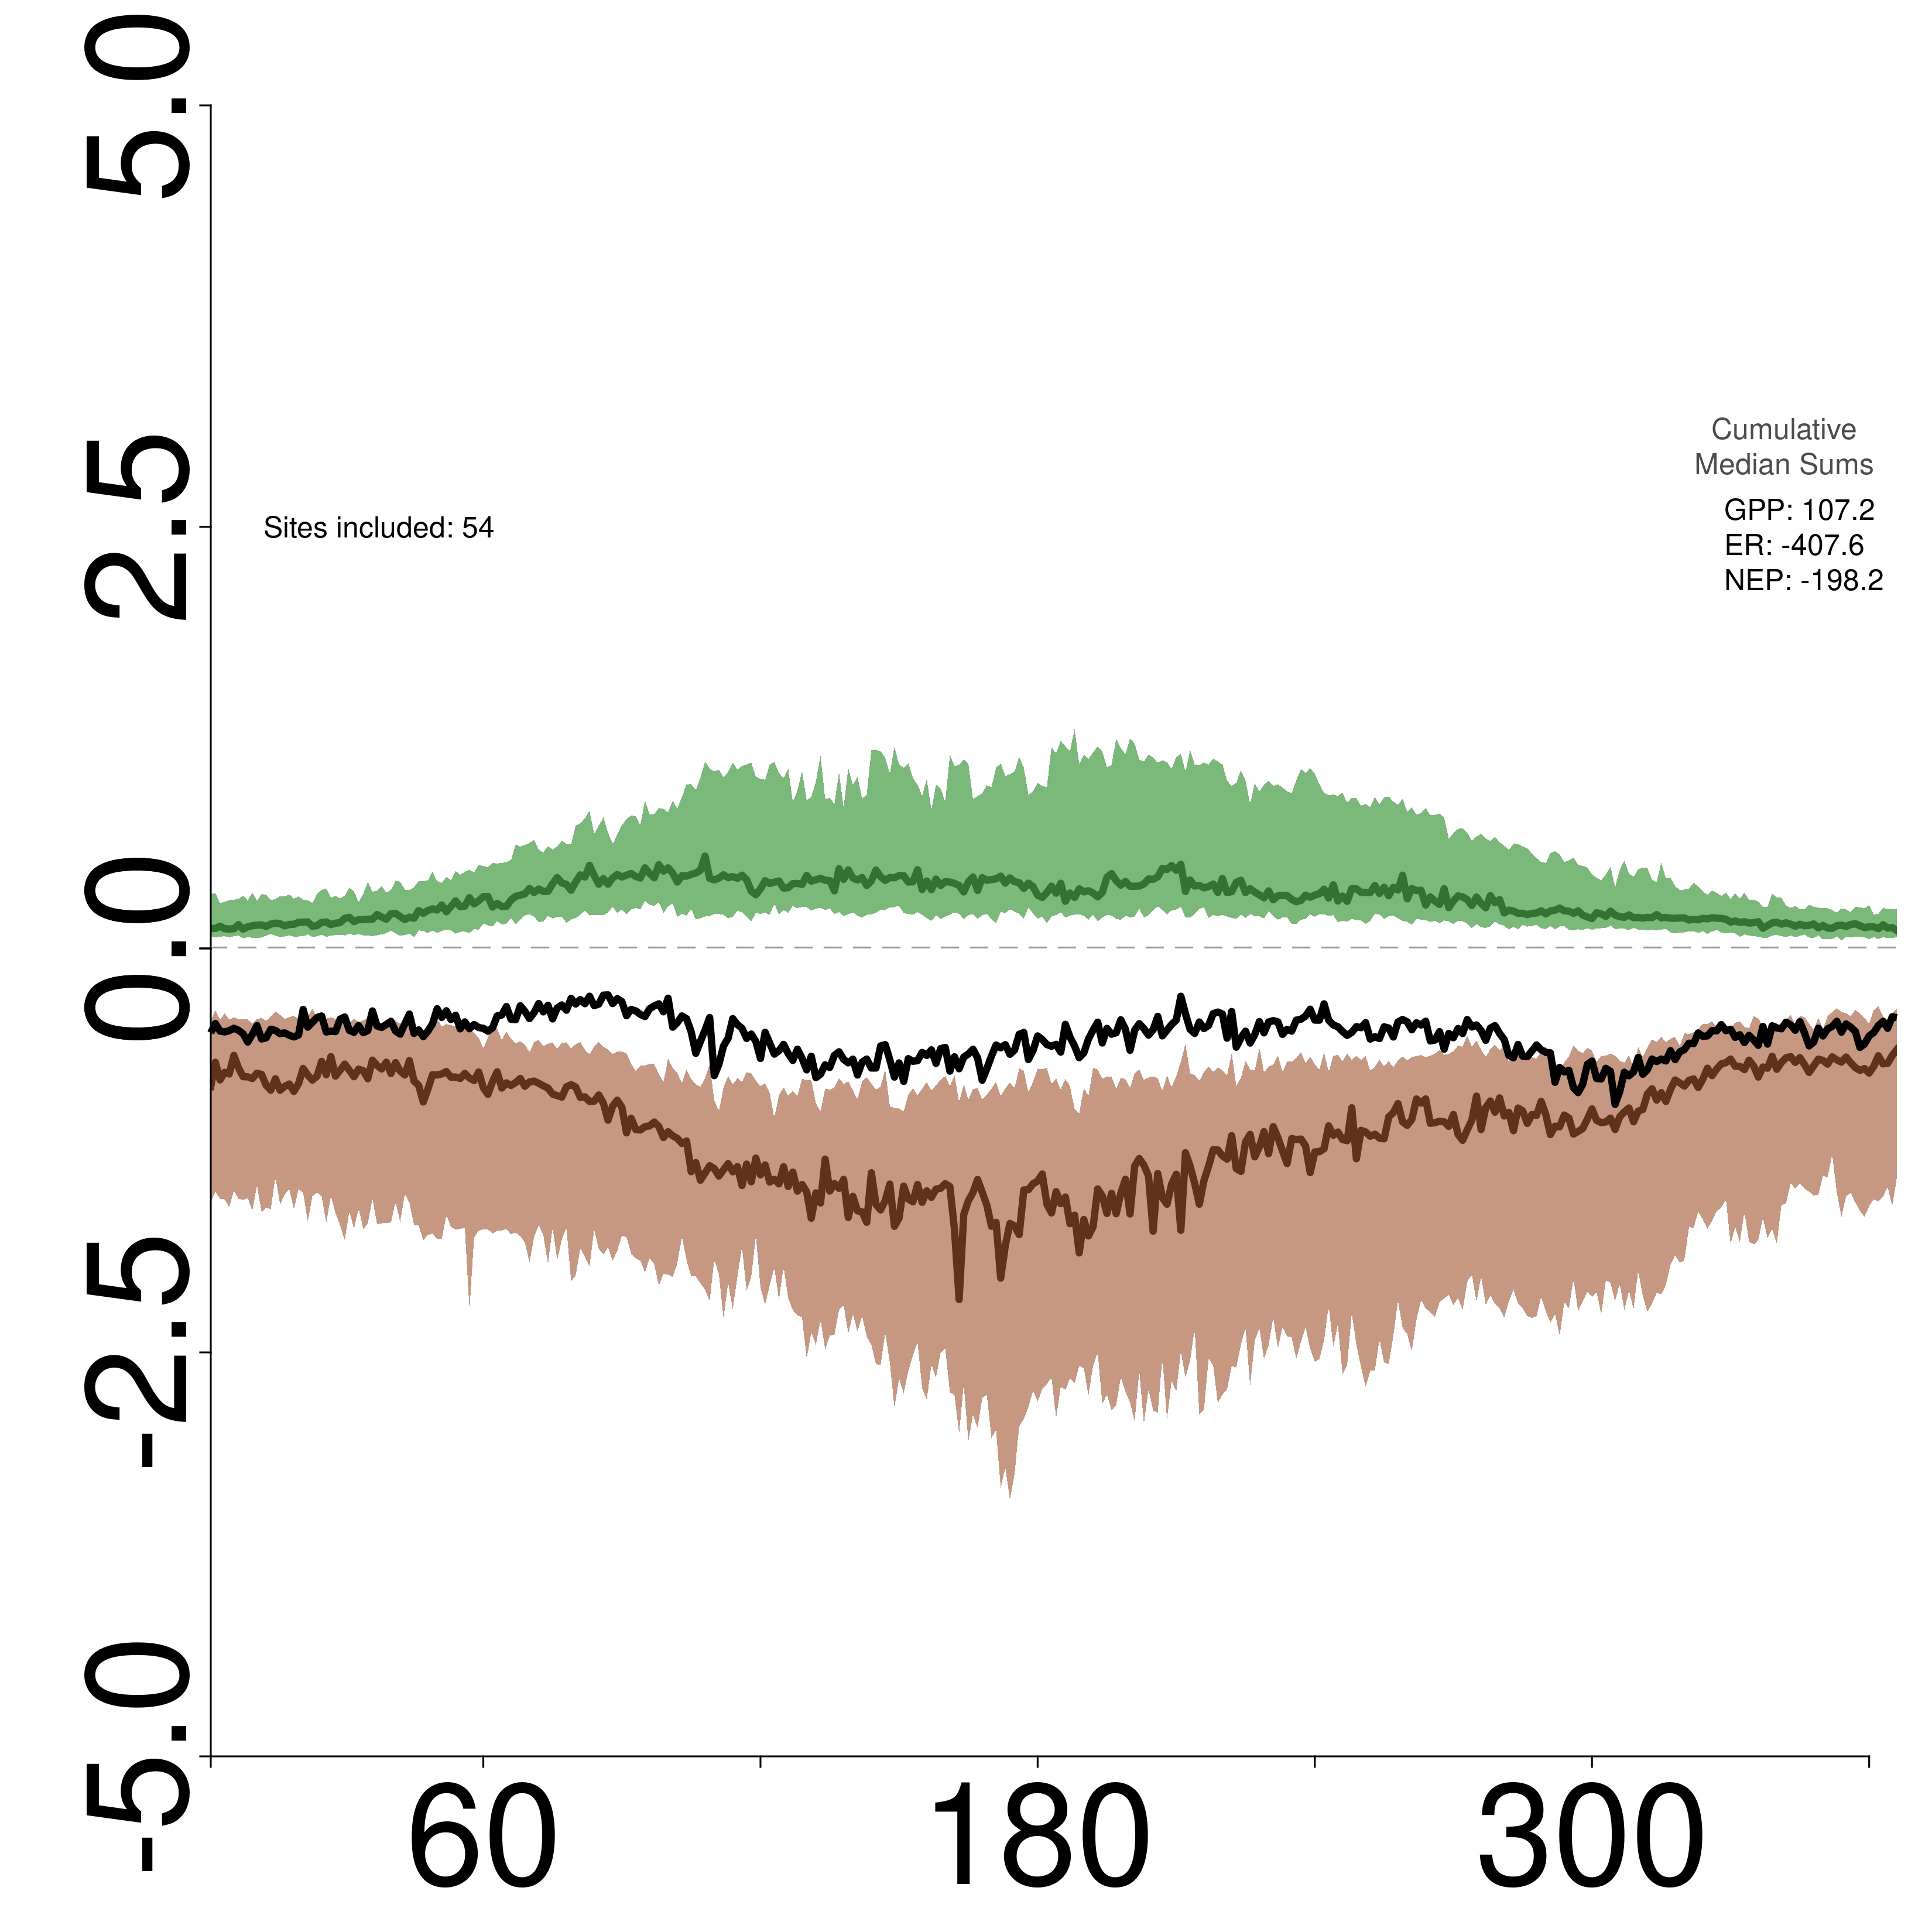 5.0
2.5
Sites included: 54
Cumulative
Median Sums
GPP: 107.2
ER: -407.6
NEP: -198.2
0.0
-2.5
-5.0
60
180
300